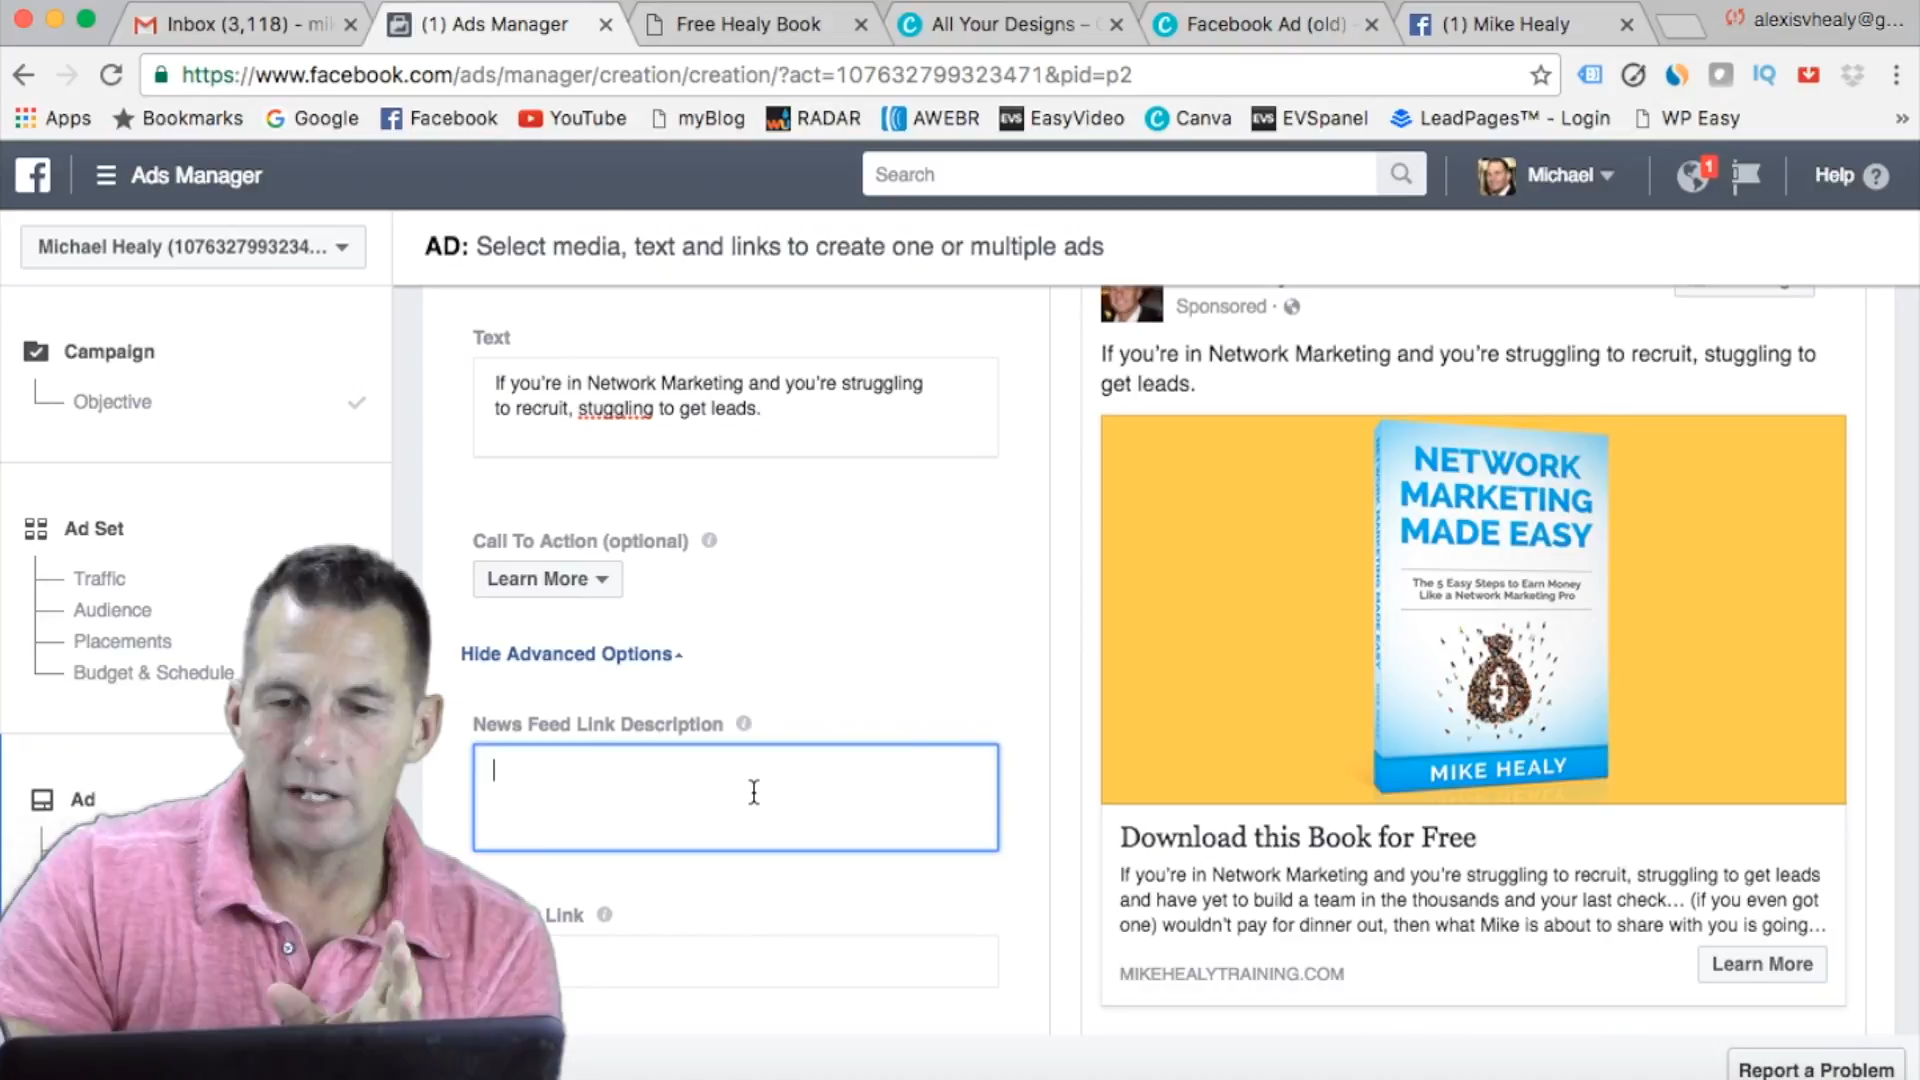 Inbox (3,118) - mi
(1) Ads Manager
Free Healy Book
All Your Designs –
Facebook Ad (old)
(1) Mike Healy
alexisvhealy@g...
https://www.facebook.com/ads/manager/creation/creation/?act=107632799323471&pid=p2
Apps
Bookmarks
Google
Facebook
YouTube
myBlog
RADAR
AWEBR
EVS EasyVideo
Canva
EVS EVSpanel
LeadPages™ - Login
WP Easy
»
Ads Manager
Search
Michael
1
Help ?
Michael Healy (1076327993234...
AD: Select media, text and links to create one or multiple ads
Campaign
Objective
Ad Set
Traffic
Audience
Placements
Budget & Schedule
Ad
Text
If you're in Network Marketing and you're struggling
to recruit, stuggling to get leads.
Call To Action (optional)
Learn More
Hide Advanced Options
News Feed Link Description
Link
Sponsored ·
If you're in Network Marketing and you're struggling to recruit, stuggling to
get leads.
NETWORK
MARKETING
MADE EASY
The 5 Easy Steps to Earn Money
Like a Network Marketing Pro
$
MIKE HEALY
Download this Book for Free
If you're in Network Marketing and you're struggling to recruit, struggling to get leads
and have yet to build a team in the thousands and your last check... (if you even got
one) wouldn't pay for dinner out, then what Mike is about to share with you is going...
MIKEHEALYTRAINING.COM
Learn More
Report a Problem